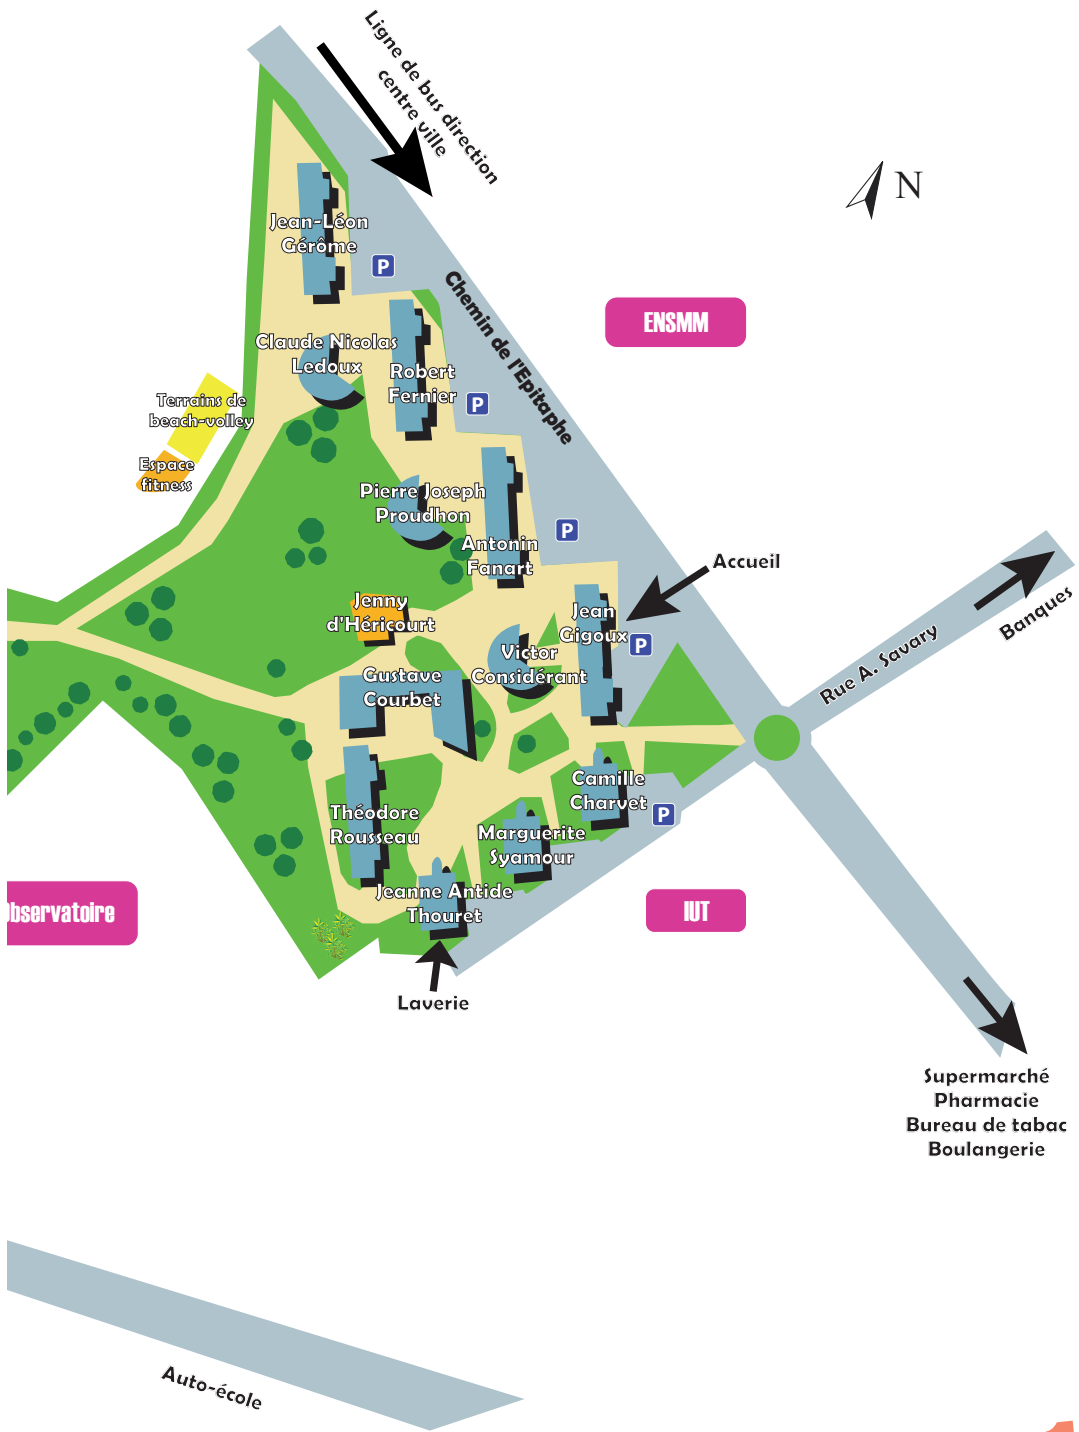 Ligne de bus direction
centre ville
N
Jean-Léon
Gérôme
P
Chemin de l'Epitaphe
ENSMM
Claude Nicolas
Ledoux
Robert
Fernier
P
Terrains de
beach-volley
Espace
fitness
Pierre Joseph
Proudhon
P
Antonin
Fanart
Accueil
Jenny
d'Héricourt
Jean
Gigoux
P
Banques
Rue A. Savary
Victor
Considérant
Gustave
Courbet
Camille
Charvet
P
Théodore
Rousseau
Marguerite
Syamour
Jeanne Antide
Thouret
Observatoire
IUT
Laverie
Supermarché
Pharmacie
Bureau de tabac
Boulangerie
Auto-école